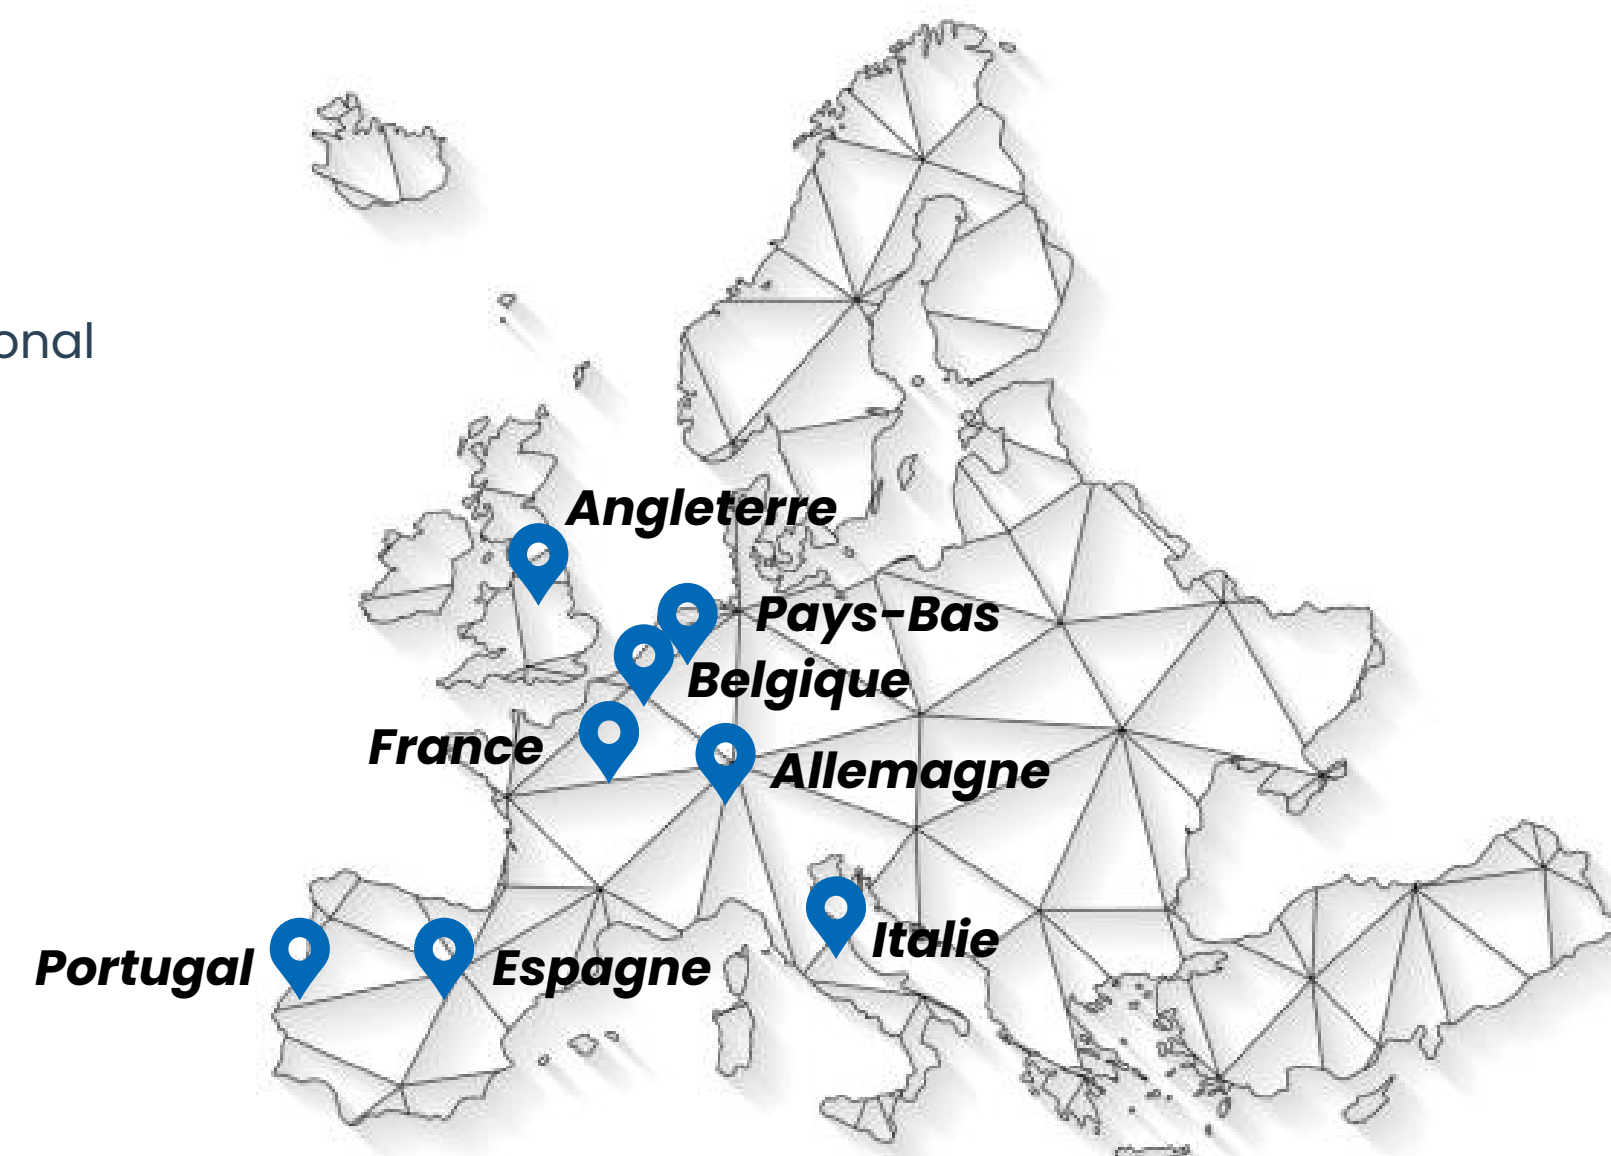 onal
Angleterre
Pays-Bas
Belgique
France
Allemagne
Italie
Portugal
Espagne